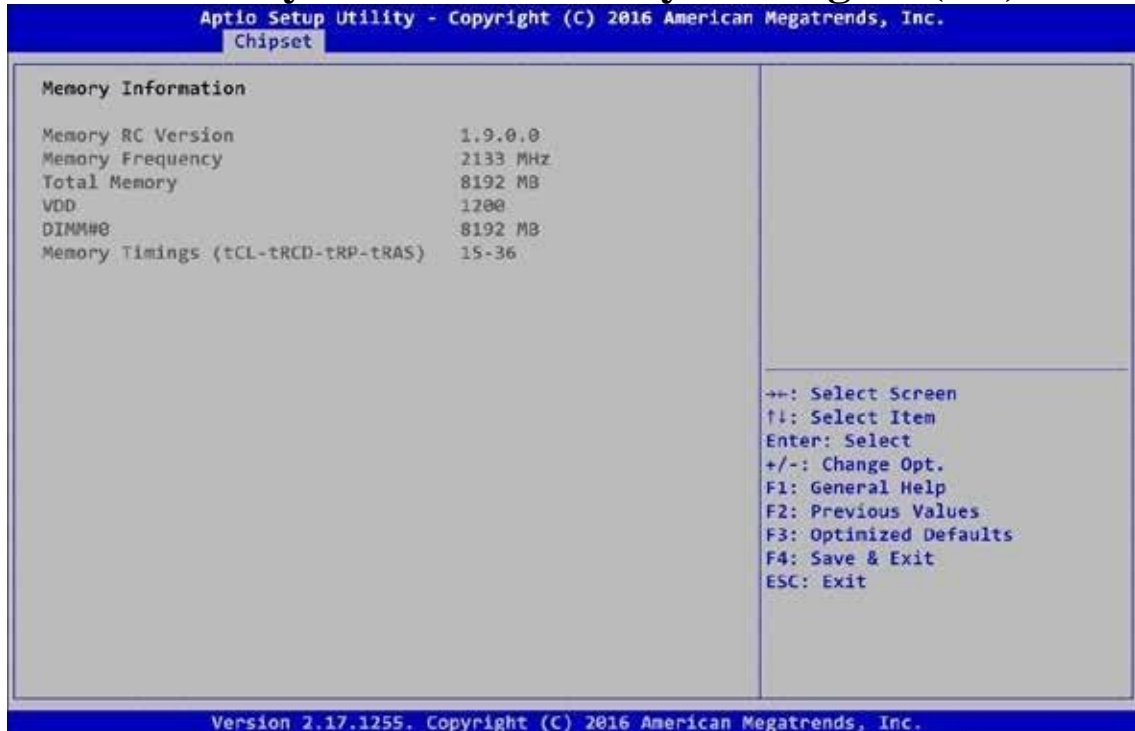 Aptio Setup Utility - Copyright (C) 2016 American Megatrends, Inc.
Chipset
Memory Information
Memory RC Version 1.9.0.0
Memory Frequency 2133 MHz
Total Memory 8192 MB
VDD 1200
DIMM#0 8192 MB
Memory Timings (tCL-tRCD-tRP-tRAS) 15-36
→←: Select Screen
↑↓: Select Item
Enter: Select
+/-: Change Opt.
F1: General Help
F2: Previous Values
F3: Optimized Defaults
F4: Save & Exit
ESC: Exit
Version 2.17.1255. Copyright (C) 2016 American Megatrends, Inc.